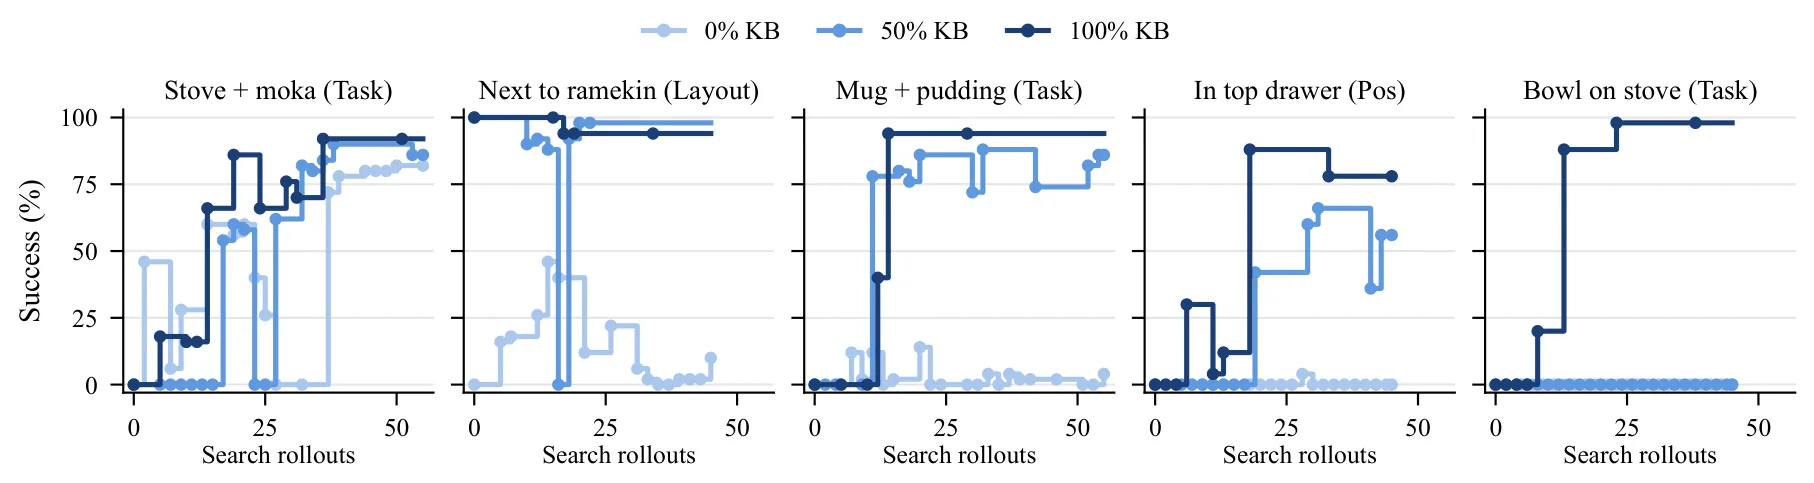 0% KB 50% KB 100% KB
Stove + moka (Task) Next to ramekin (Layout) Mug + pudding (Task) In top drawer (Pos) Bowl on stove (Task)
Success (%)
100
75
50
25
0
0 25 50 0 25 50 0 25 50 0 25 50 0 25 50
Search rollouts Search rollouts Search rollouts Search rollouts Search rollouts